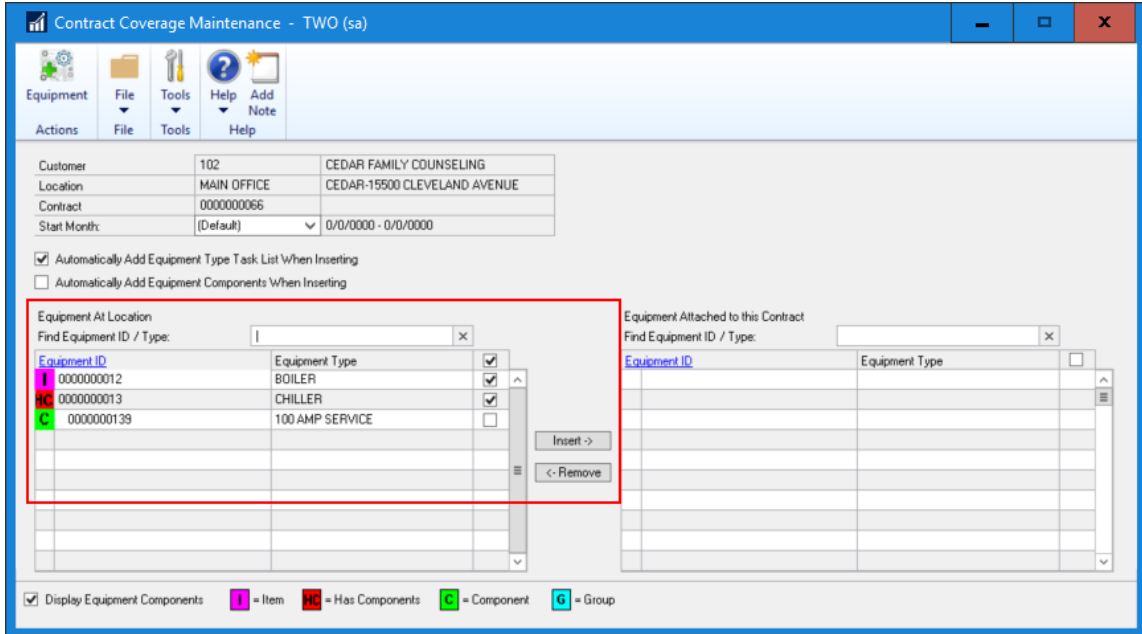 Contract Coverage Maintenance - TWO (sa)
Equipment File Tools Help Add Note
Actions File Tools Help
Customer 102 CEDAR FAMILY COUNSELING
Location MAIN OFFICE CEDAR-15500 CLEVELAND AVENUE
Contract 0000000066
Start Month: (Default) 0/0/0000 - 0/0/0000
Automatically Add Equipment Type Task List When Inserting
Automatically Add Equipment Components When Inserting
Equipment At Location
Find Equipment ID / Type:
Equipment ID Equipment Type
I 0000000012 BOILER
HC 0000000013 CHILLER
C 0000000139 100 AMP SERVICE
Insert ->
<- Remove
Equipment Attached to this Contract
Find Equipment ID / Type:
Equipment ID Equipment Type
Display Equipment Components I = Item HC = Has Components C = Component G = Group